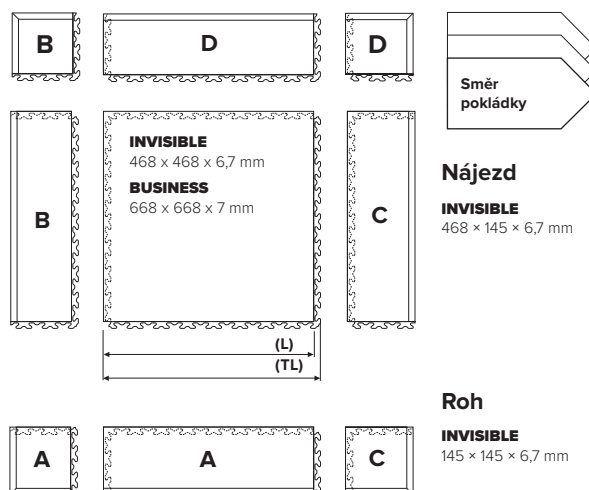 B
D
D
Směr
pokládky
INVISIBLE
468 x 468 x 6,7 mm
BUSINESS
668 x 668 x 7 mm
B
C
Nájezd
INVISIBLE
468 × 145 × 6,7 mm
(L)
(TL)
A
A
C
Roh
INVISIBLE
145 × 145 × 6,7 mm